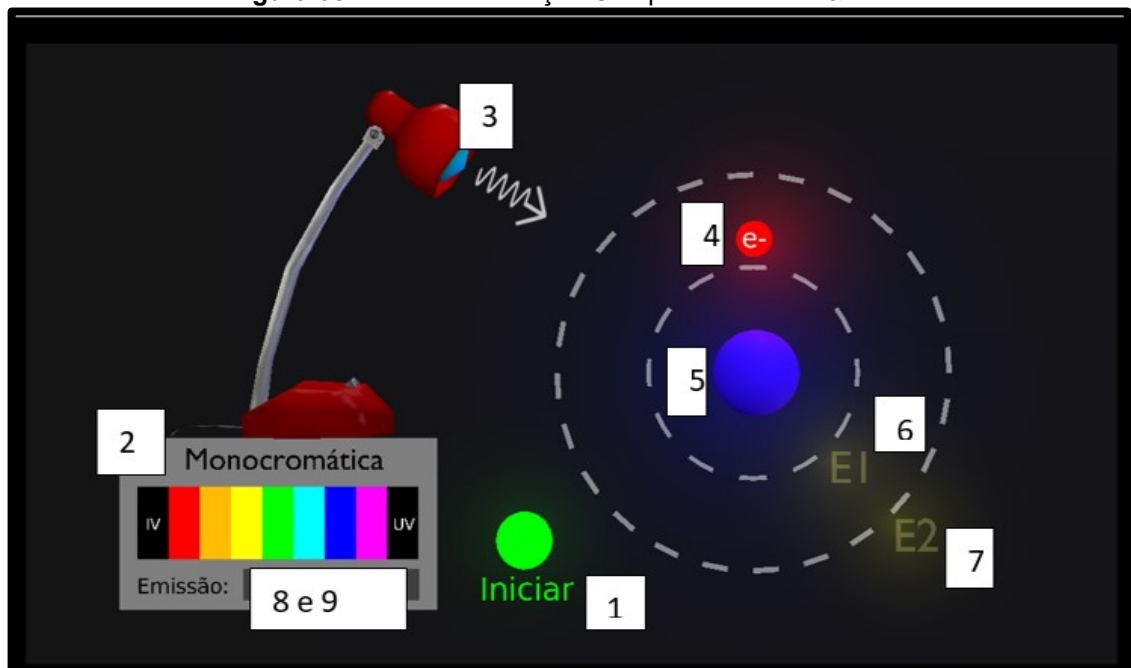 3
4
e-
5
6
2
Monocromática
E1
IV
UV
E2
7
Emissão:
8 e 9
Iniciar
1